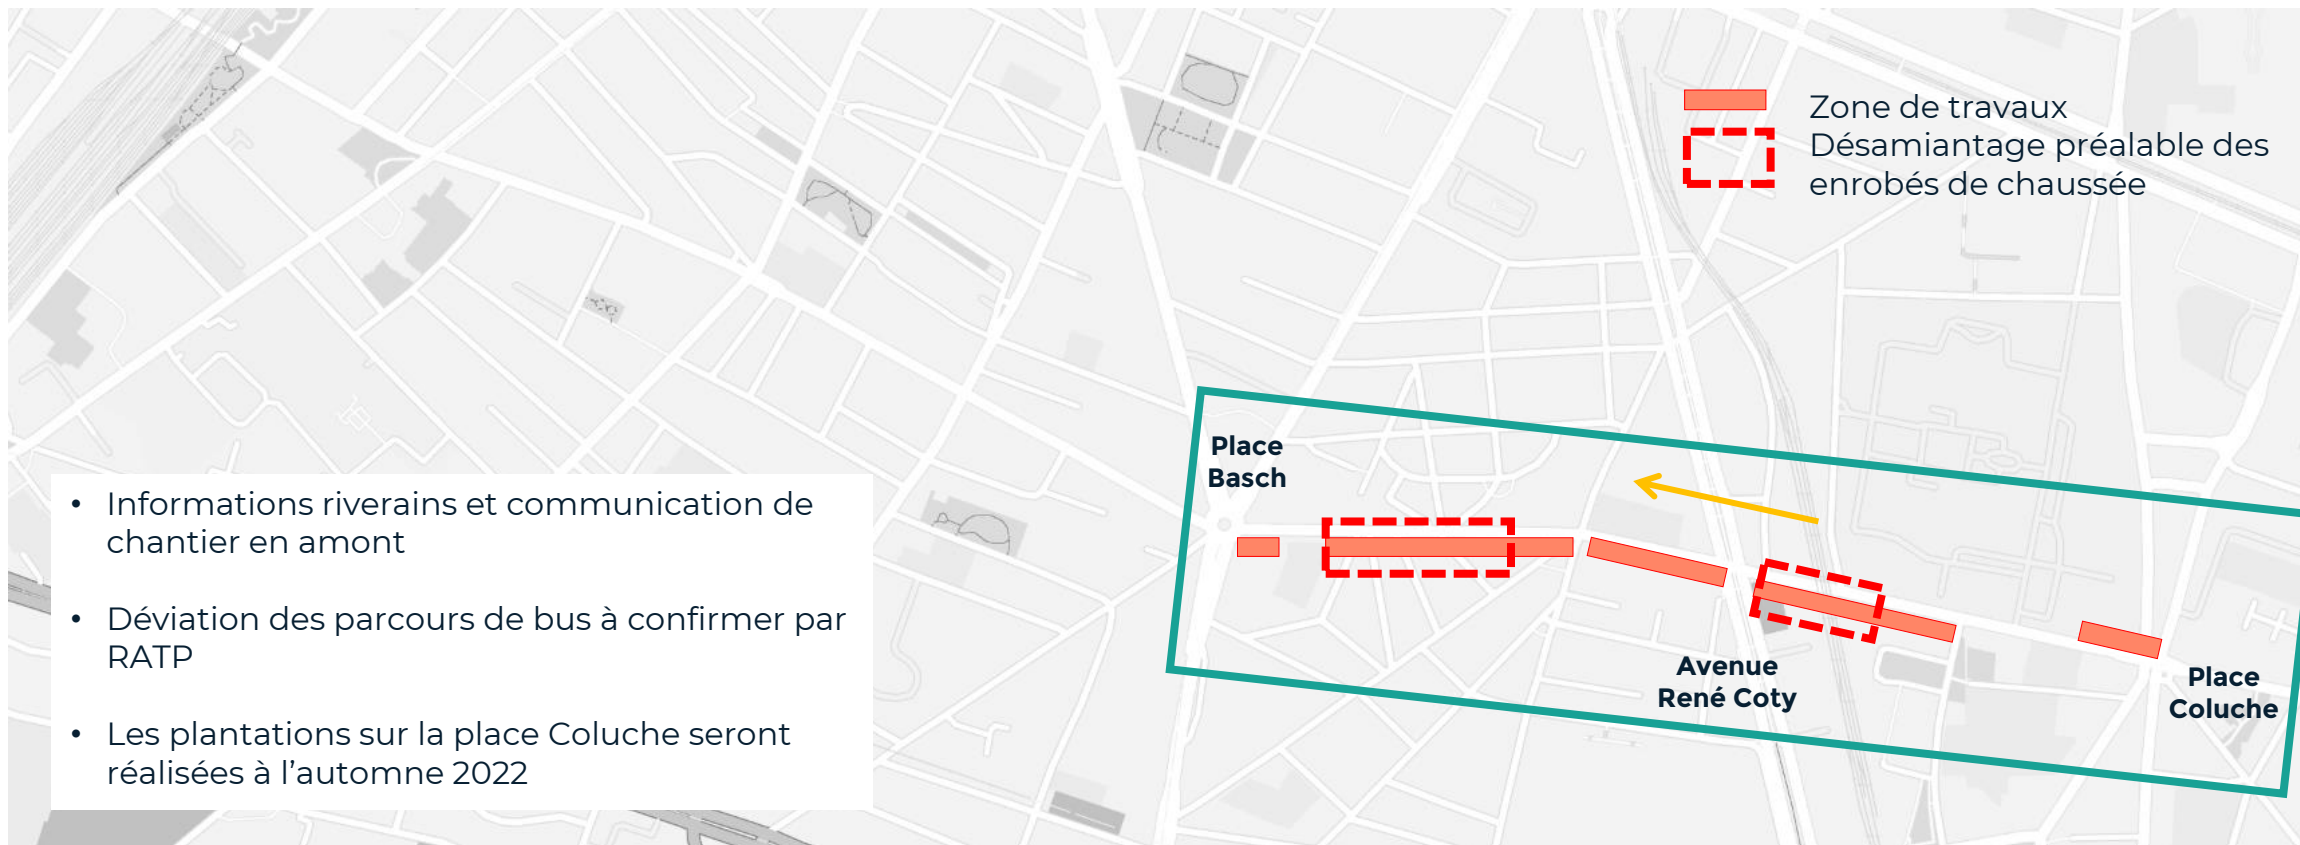 Zone de travaux
Désamiantage préalable des
enrobés de chaussée
Place
Basch
• Informations riverains et communication de
chantier en amont
• Déviation des parcours de bus à confirmer par
RATP
• Les plantations sur la place Coluche seront
réalisées à l’automne 2022
Avenue
René Coty
Place
Coluche